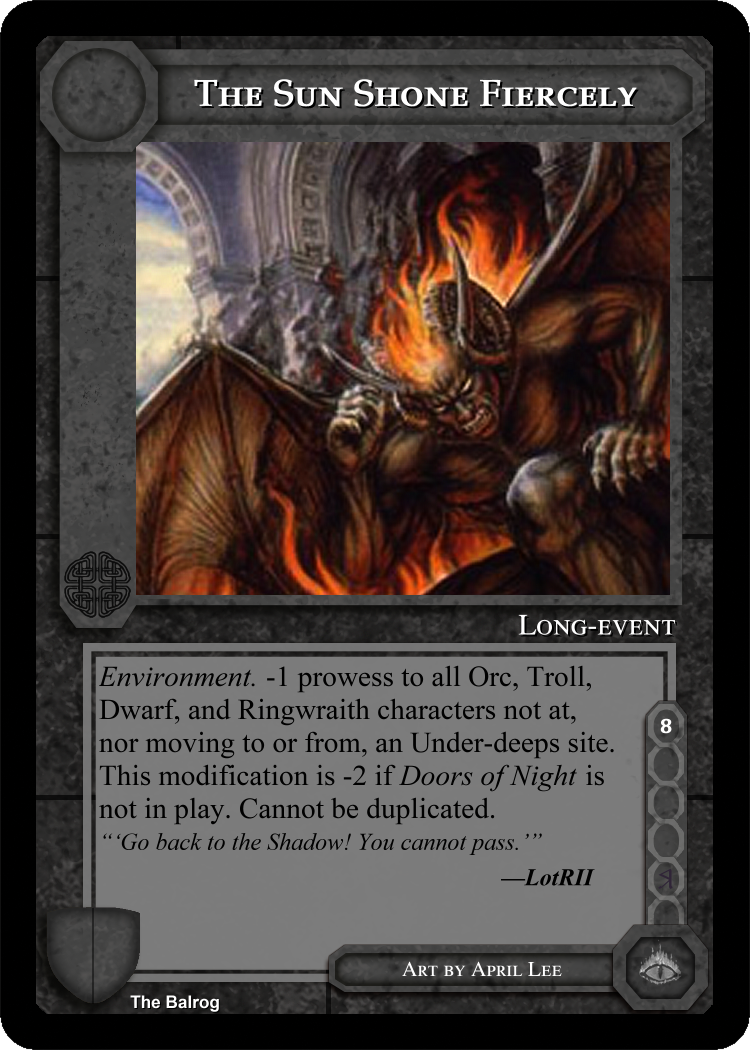 The Sun Shone Fiercely
Long-event
Environment. -1 prowess to all Orc, Troll,
Dwarf, and Ringwraith characters not at,
nor moving to or from, an Under-deeps site.
This modification is -2 if Doors of Night is
not in play. Cannot be duplicated.
“‘Go back to the Shadow! You cannot pass.’”
—LotRII
8
Art by April Lee
The Balrog